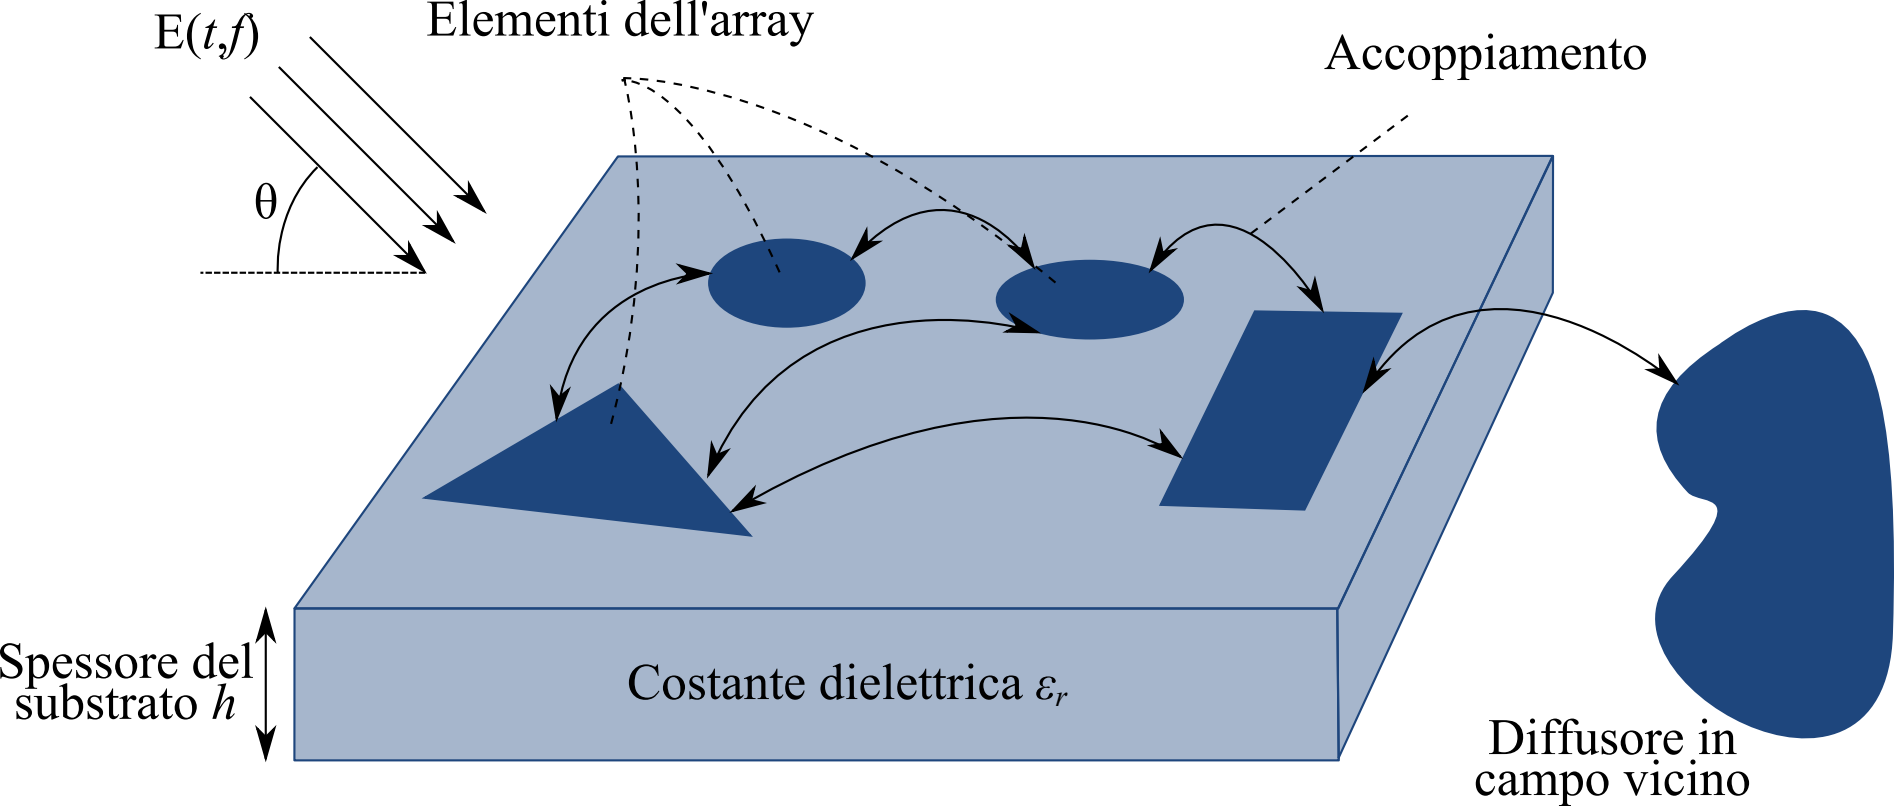 E(t,f)
Elementi dell'array
Accoppiamento
θ
Spessore del
substrato h
Costante dielettrica εr
Diffusore in
campo vicino